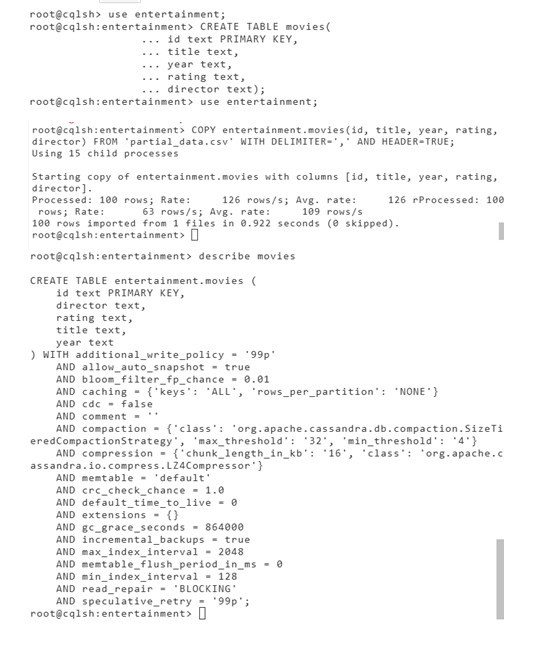 root@cqlsh> use entertainment;
root@cqlsh:entertainment> CREATE TABLE movies(
... id text PRIMARY KEY,
... title text,
... year text,
... rating text,
... director text);
root@cqlsh:entertainment> use entertainment;
root@cqlsh:entertainment> COPY entertainment.movies(id, title, year, rating,
director) FROM 'partial_data.csv' WITH DELIMITER=',' AND HEADER=TRUE;
Using 15 child processes
Starting copy of entertainment.movies with columns [id, title, year, rating,
director].
Processed: 100 rows; Rate:     126 rows/s; Avg. rate:     126 rProcessed: 100
rows; Rate:     63 rows/s; Avg. rate:     109 rows/s
100 rows imported from 1 files in 0.922 seconds (0 skipped).
root@cqlsh:entertainment>
root@cqlsh:entertainment> describe movies
CREATE TABLE entertainment.movies (
id text PRIMARY KEY,
director text,
rating text,
title text,
year text
) WITH additional_write_policy = '99p'
AND allow_auto_snapshot = true
AND bloom_filter_fp_chance = 0.01
AND caching = {'keys': 'ALL', 'rows_per_partition': 'NONE'}
AND cdc = false
AND comment = ''
AND compaction = {'class': 'org.apache.cassandra.db.compaction.SizeTi
eredCompactionStrategy', 'max_threshold': '32', 'min_threshold': '4'}
AND compression = {'chunk_length_in_kb': '16', 'class': 'org.apache.c
assandra.io.compress.LZ4Compressor'}
AND memtable = 'default'
AND crc_check_chance = 1.0
AND default_time_to_live = 0
AND extensions = {}
AND gc_grace_seconds = 864000
AND incremental_backups = true
AND max_index_interval = 2048
AND memtable_flush_period_in_ms = 0
AND min_index_interval = 128
AND read_repair = 'BLOCKING'
AND speculative_retry = '99p';
root@cqlsh:entertainment>